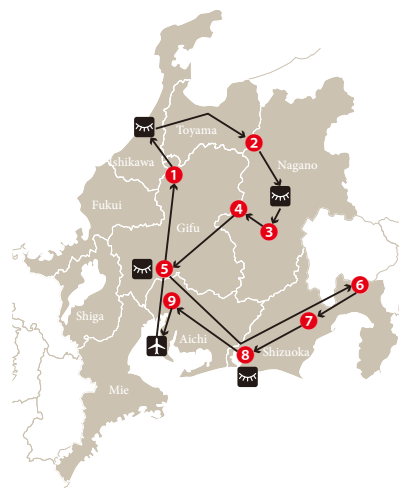 Toyama
2
Ishikawa
Nagano
1
Fukui
4
Gifu
3
5
6
9
Shiga
7
Aichi
8
Shizuoka
Mie